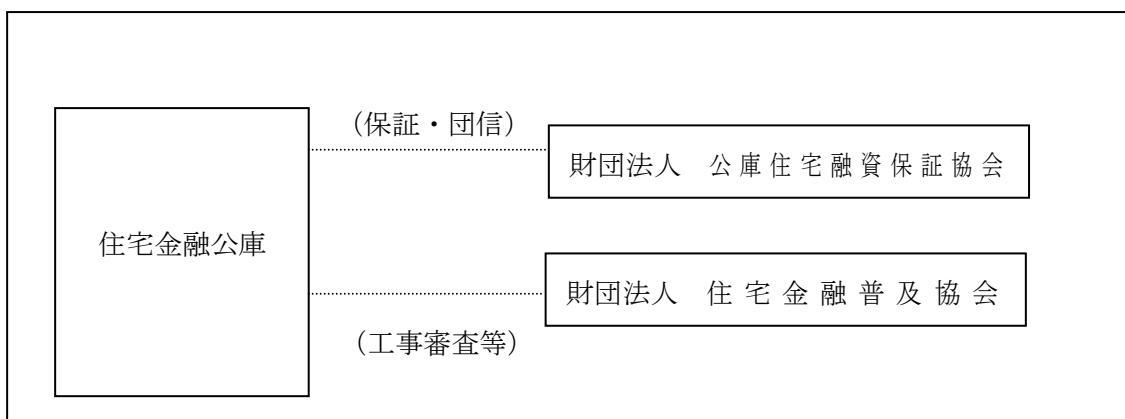 （保証・団信）
財団法人　公庫住宅融資保証協会
住宅金融公庫
財団法人　住宅金融普及協会
（工事審査等）